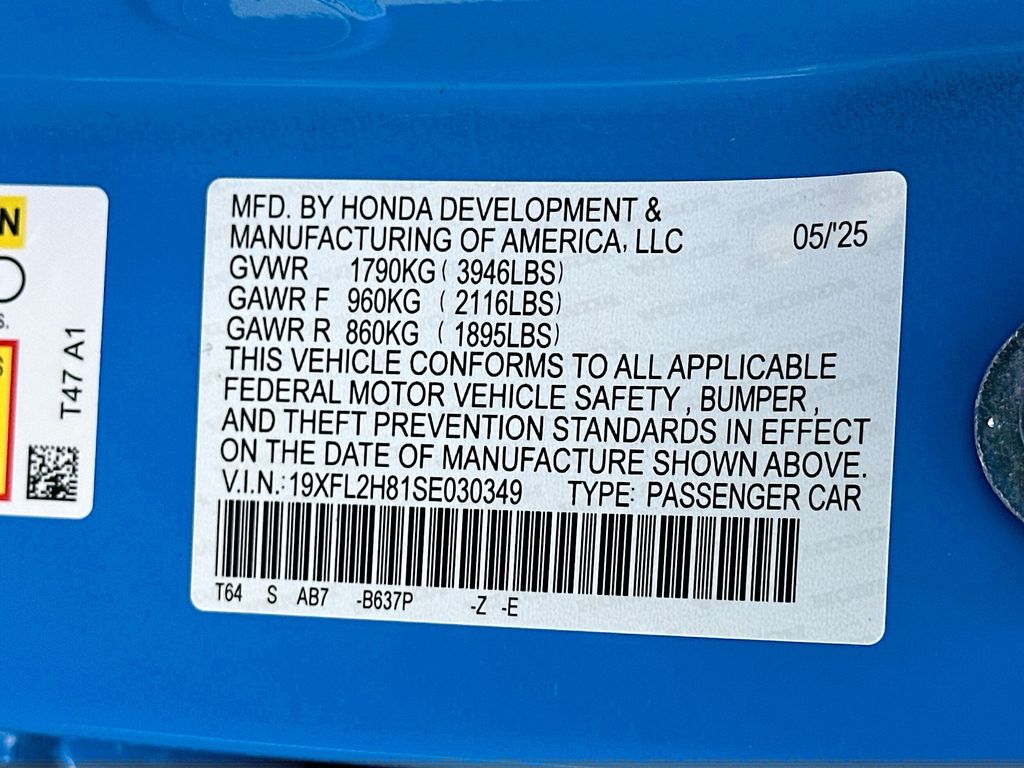 MFD. BY HONDA DEVELOPMENT &
MANUFACTURING OF AMERICA, LLC 05/'25
GVWR 1790KG ( 3946LBS)
GAWR F 960KG ( 2116LBS)
GAWR R 860KG ( 1895LBS)
THIS VEHICLE CONFORMS TO ALL APPLICABLE
FEDERAL MOTOR VEHICLE SAFETY , BUMPER ,
AND THEFT PREVENTION STANDARDS IN EFFECT
ON THE DATE OF MANUFACTURE SHOWN ABOVE.
V.I.N.: 19XFL2H81SE030349 TYPE: PASSENGER CAR
T64 S AB7 -B637P -Z -E
T47 A1